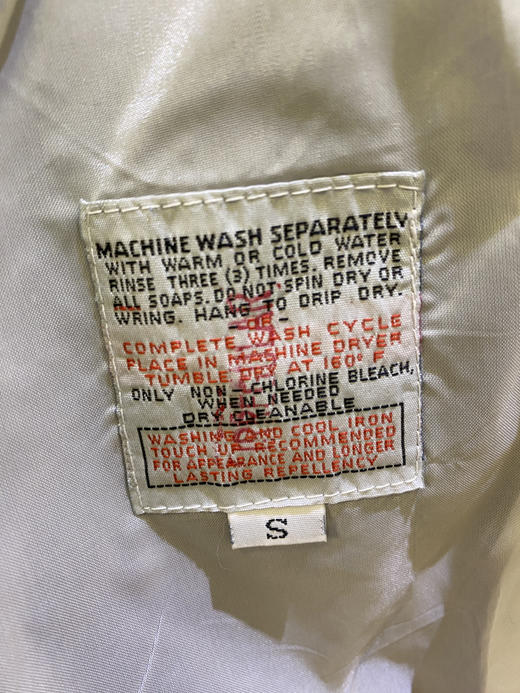 MACHINE WASH SEPARATELY
WITH WARM OR COLD WATER
RINSE THREE (3) TIMES. REMOVE
ALL SOAPS. DO NOT SPIN DRY OR
WRING. HANG TO DRIP DRY.
- OR -
COMPLETE WASH CYCLE
PLACE IN MACHINE DRYER
TUMBLE DRY AT 160° F
ONLY NON CHLORINE BLEACH,
WHEN NEEDED
DRY CLEANABLE
WASHING AND COOL IRON
TOUCH UP RECOMMENDED
FOR APPEARANCE AND LONGER
LASTING REPELLENCY
S